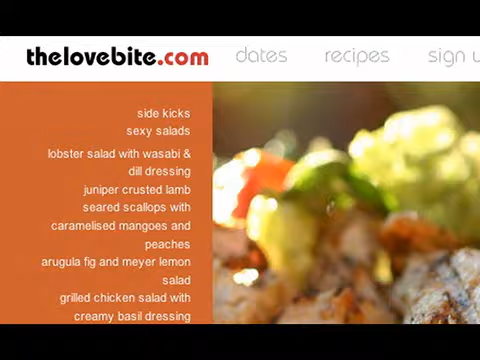 thelovebite.com dates recipes sign u
side kicks
sexy salads
lobster salad with wasabi &
dill dressing
juniper crusted lamb
seared scallops with
caramelised mangoes and
peaches
arugula fig and meyer lemon
salad
grilled chicken salad with
creamy basil dressing